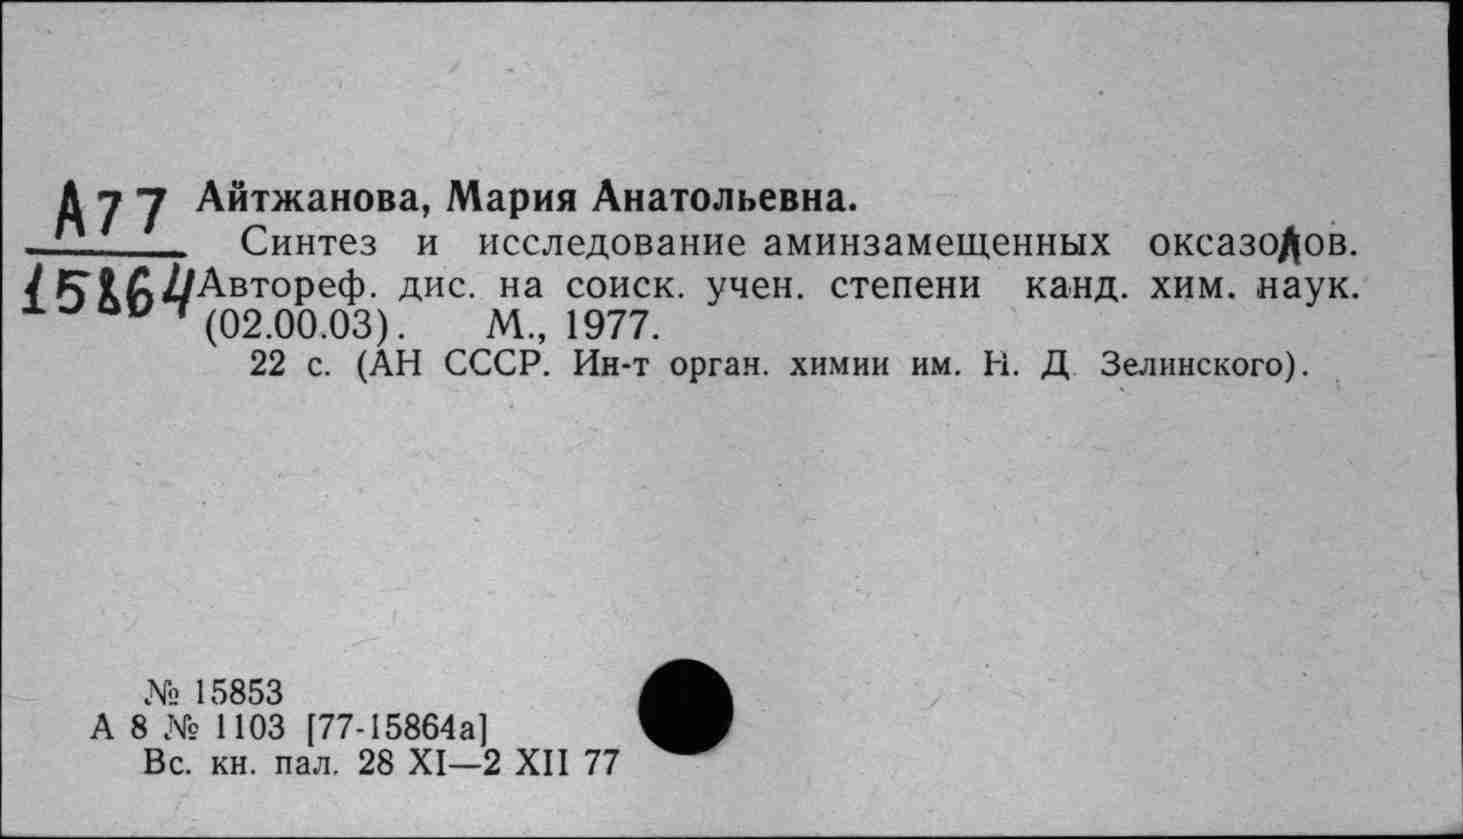 А77 Айтжанова, Мария Анатольевна.
Синтез и исследование аминзамещенных оксазолов.
15864 Автореф. дис. на соиск. учен. степени канд. хим. наук.
(02.00.03). М., 1977.
22 с. (АН СССР. Ин-т орган. химии им. Н. Д Зелинского).
№ 15853
А 8 № 1103 [77-15864а]
Вс. кн. пал. 28 XI—2 XII 77